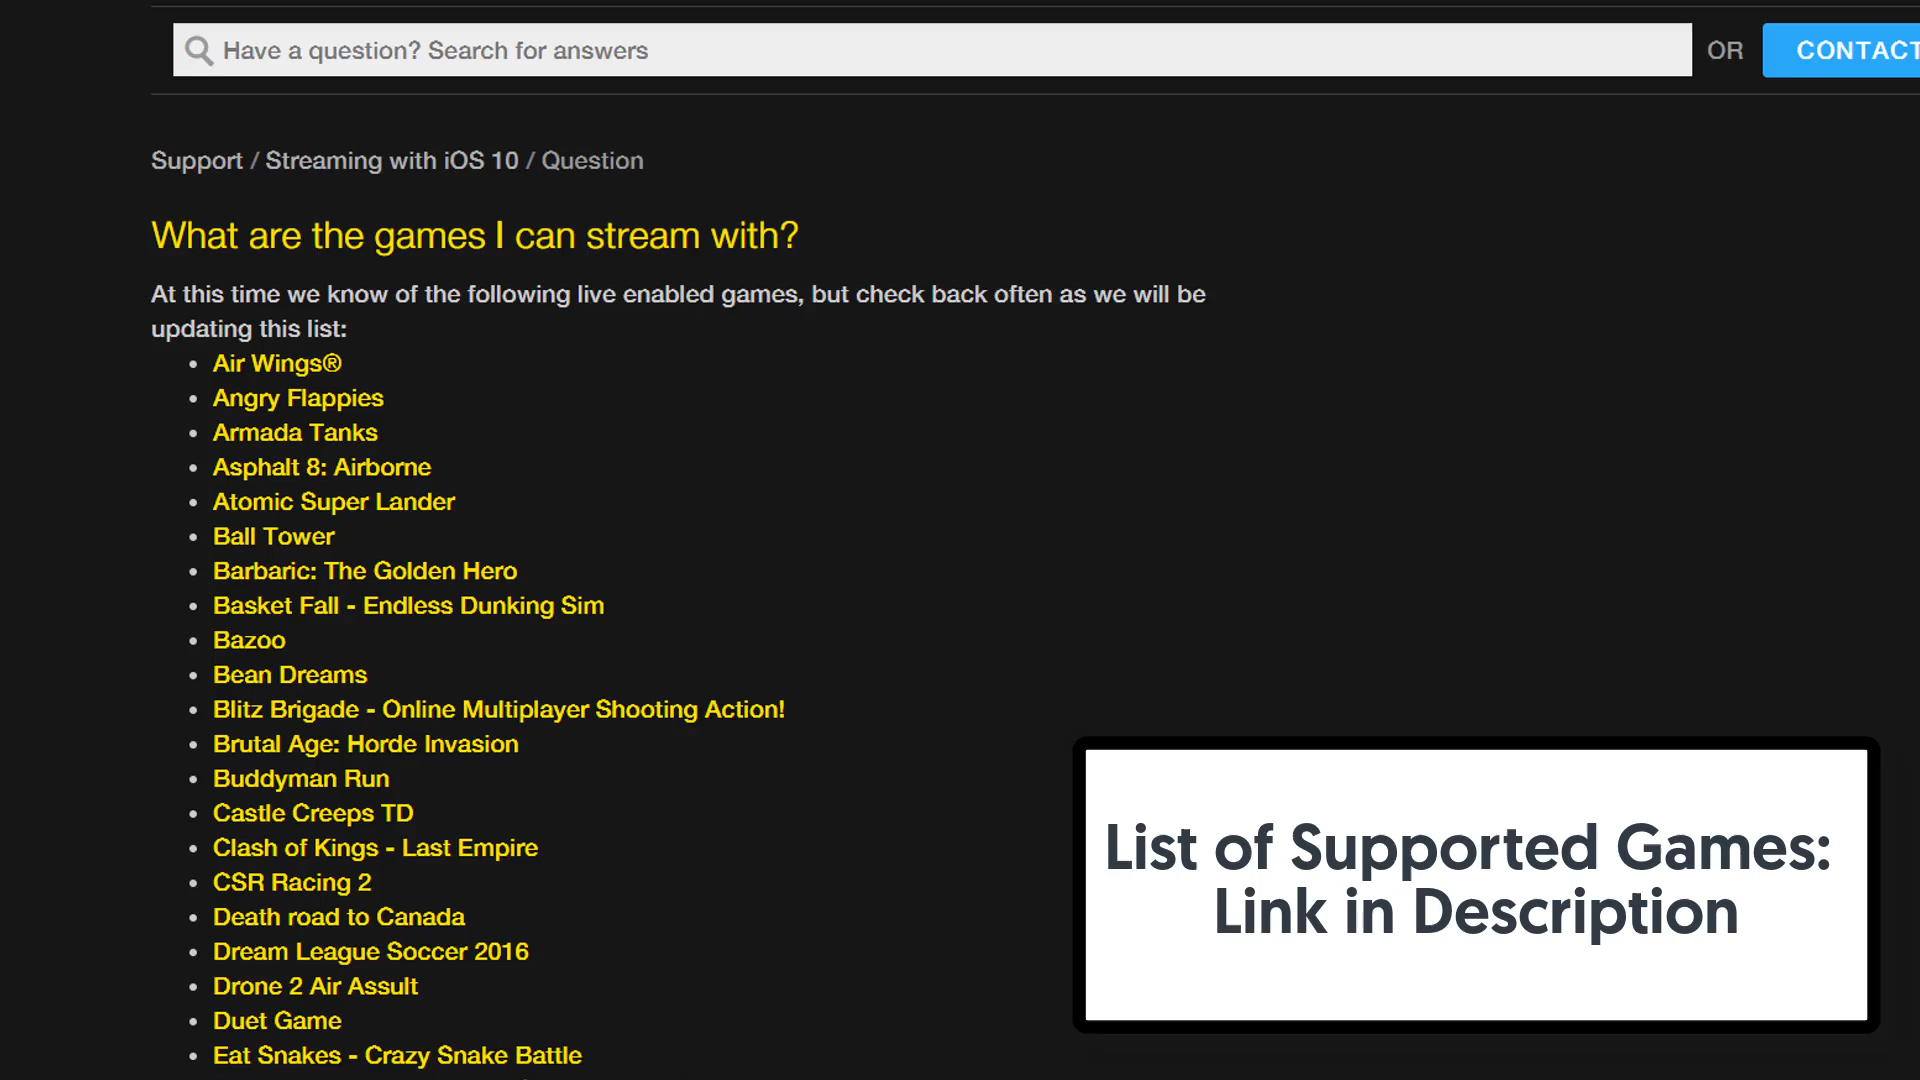 Have a question? Search for answers
OR
CONTACT
Support / Streaming with iOS 10 / Question
What are the games I can stream with?
At this time we know of the following live enabled games, but check back often as we will be
updating this list:
Air Wings®
Angry Flappies
Armada Tanks
Asphalt 8: Airborne
Atomic Super Lander
Ball Tower
Barbaric: The Golden Hero
Basket Fall - Endless Dunking Sim
Bazoo
Bean Dreams
Blitz Brigade - Online Multiplayer Shooting Action!
Brutal Age: Horde Invasion
Buddyman Run
Castle Creeps TD
Clash of Kings - Last Empire
CSR Racing 2
Death road to Canada
Dream League Soccer 2016
Drone 2 Air Assult
Duet Game
Eat Snakes - Crazy Snake Battle
List of Supported Games:
Link in Description